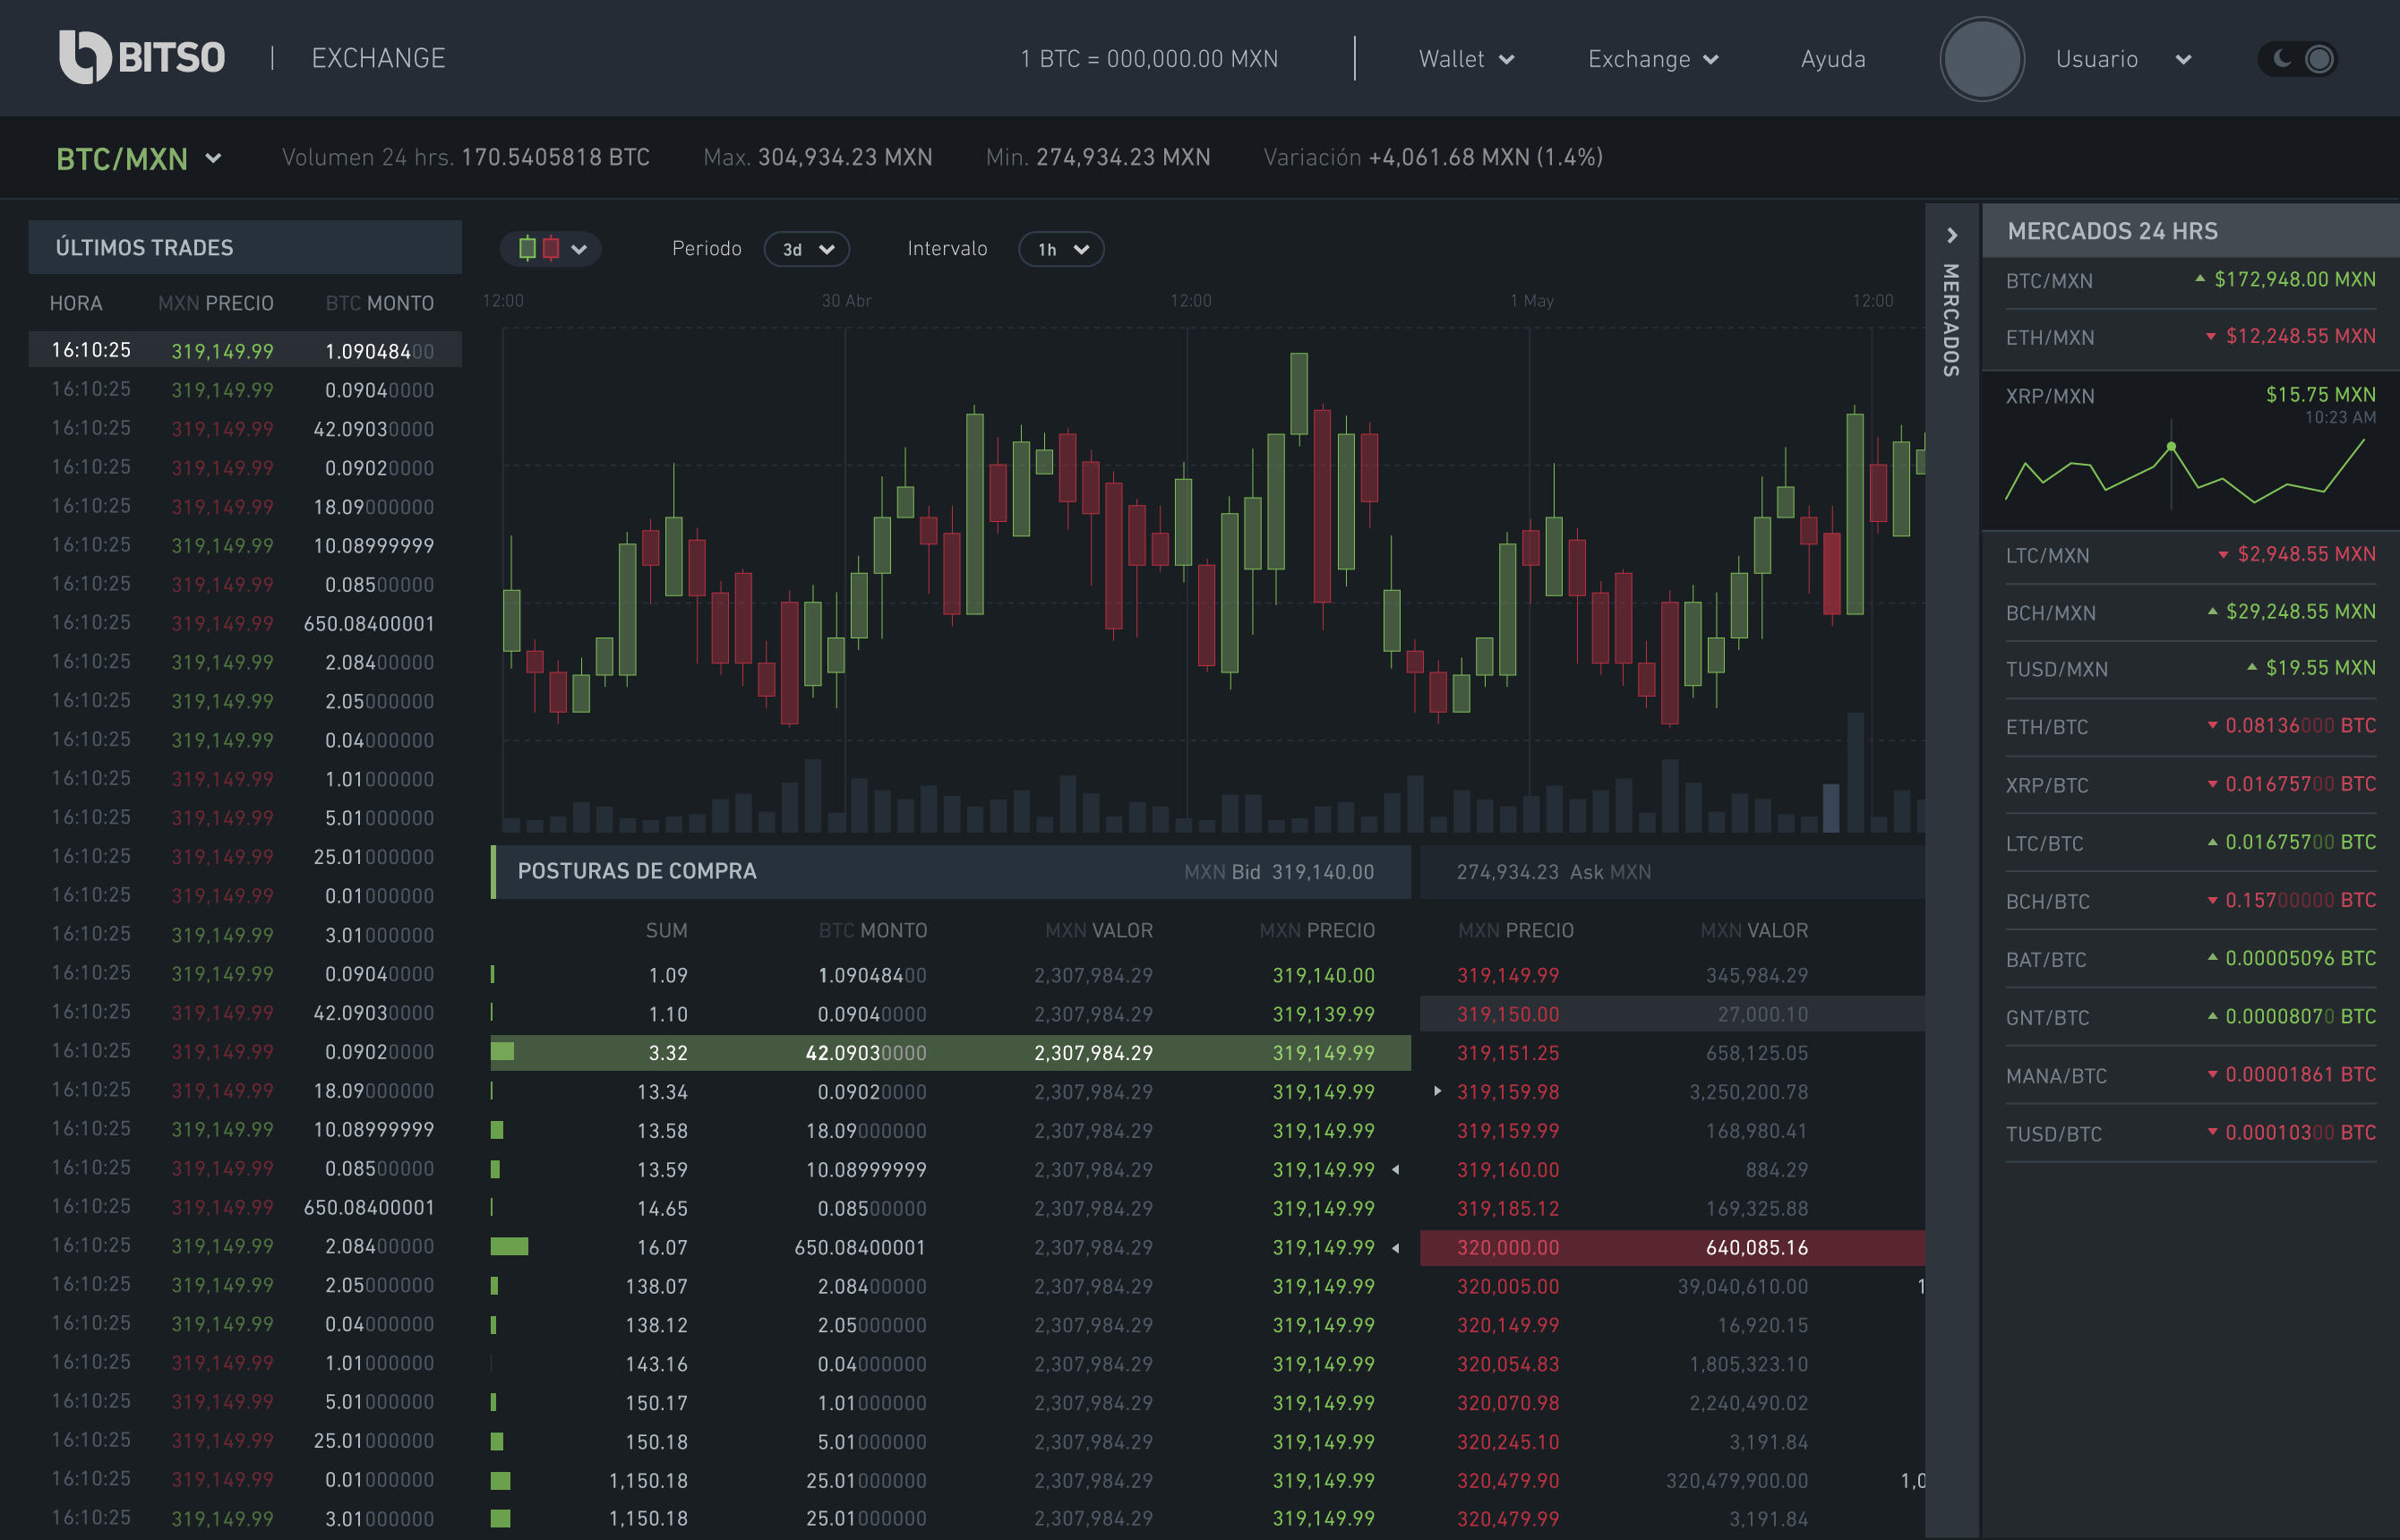 BITSO | EXCHANGE 1 BTC = 000,000.00 MXN Wallet Exchange Ayuda Usuario
BTC/MXN Volumen 24 hrs. 170.5405818 BTC Max. 304,934.23 MXN Min. 274,934.23 MXN Variación +4,061.68 MXN (1.4%)
ÚLTIMOS TRADES
HORA MXN PRECIO BTC MONTO
16:10:25 319,149.99 1.09048400
16:10:25 319,149.99 0.09040000
16:10:25 319,149.99 42.09030000
16:10:25 319,149.99 0.09020000
16:10:25 319,149.99 18.09000000
16:10:25 319,149.99 10.08999999
16:10:25 319,149.99 0.08500000
16:10:25 319,149.99 650.08400001
16:10:25 319,149.99 2.08400000
16:10:25 319,149.99 2.05000000
16:10:25 319,149.99 0.04000000
16:10:25 319,149.99 1.01000000
16:10:25 319,149.99 5.01000000
16:10:25 319,149.99 25.01000000
16:10:25 319,149.99 0.01000000
16:10:25 319,149.99 3.01000000
16:10:25 319,149.99 0.09040000
16:10:25 319,149.99 42.09030000
16:10:25 319,149.99 0.09020000
16:10:25 319,149.99 18.09000000
16:10:25 319,149.99 10.08999999
16:10:25 319,149.99 0.08500000
16:10:25 319,149.99 650.08400001
16:10:25 319,149.99 2.08400000
16:10:25 319,149.99 2.05000000
16:10:25 319,149.99 0.04000000
16:10:25 319,149.99 1.01000000
16:10:25 319,149.99 5.01000000
16:10:25 319,149.99 25.01000000
16:10:25 319,149.99 0.01000000
16:10:25 319,149.99 3.01000000
Periodo 3d Intervalo 1h
12:00 30 Abr 12:00 1 May 12:00
POSTURAS DE COMPRA MXN Bid 319,140.00
SUM BTC MONTO MXN VALOR MXN PRECIO
1.09 1.09048400 2,307,984.29 319,140.00
1.10 0.09040000 2,307,984.29 319,139.99
3.32 42.09030000 2,307,984.29 319,149.99
13.34 0.09020000 2,307,984.29 319,149.99
13.58 18.09000000 2,307,984.29 319,149.99
13.59 10.08999999 2,307,984.29 319,149.99
14.65 0.08500000 2,307,984.29 319,149.99
16.07 650.08400001 2,307,984.29 319,149.99
138.07 2.08400000 2,307,984.29 319,149.99
138.12 2.05000000 2,307,984.29 319,149.99
143.16 0.04000000 2,307,984.29 319,149.99
150.17 1.01000000 2,307,984.29 319,149.99
150.18 5.01000000 2,307,984.29 319,149.99
1,150.18 25.01000000 2,307,984.29 319,149.99
1,150.18 25.01000000 2,307,984.29 319,149.99
274,934.23 Ask MXN
MXN PRECIO MXN VALOR
319,149.99 345,984.29
319,150.00 27,000.10
319,151.25 658,125.05
319,159.98 3,250,200.78
319,159.99 168,980.41
319,160.00 884.29
319,185.12 169,325.88
320,000.00 640,085.16
320,005.00 39,040,610.00 1
320,149.99 16,920.15
320,054.83 1,805,323.10
320,070.98 2,240,490.02
320,245.10 3,191.84
320,479.90 320,479,900.00 1,0
320,479.99 3,191.84
MERCADOS
MERCADOS 24 HRS
BTC/MXN $172,948.00 MXN
ETH/MXN $12,248.55 MXN
XRP/MXN $15.75 MXN
10:23 AM
LTC/MXN $2,948.55 MXN
BCH/MXN $29,248.55 MXN
TUSD/MXN $19.55 MXN
ETH/BTC 0.08136000 BTC
XRP/BTC 0.01675700 BTC
LTC/BTC 0.01675700 BTC
BCH/BTC 0.15700000 BTC
BAT/BTC 0.00005096 BTC
GNT/BTC 0.00008070 BTC
MANA/BTC 0.00001861 BTC
TUSD/BTC 0.00010300 BTC